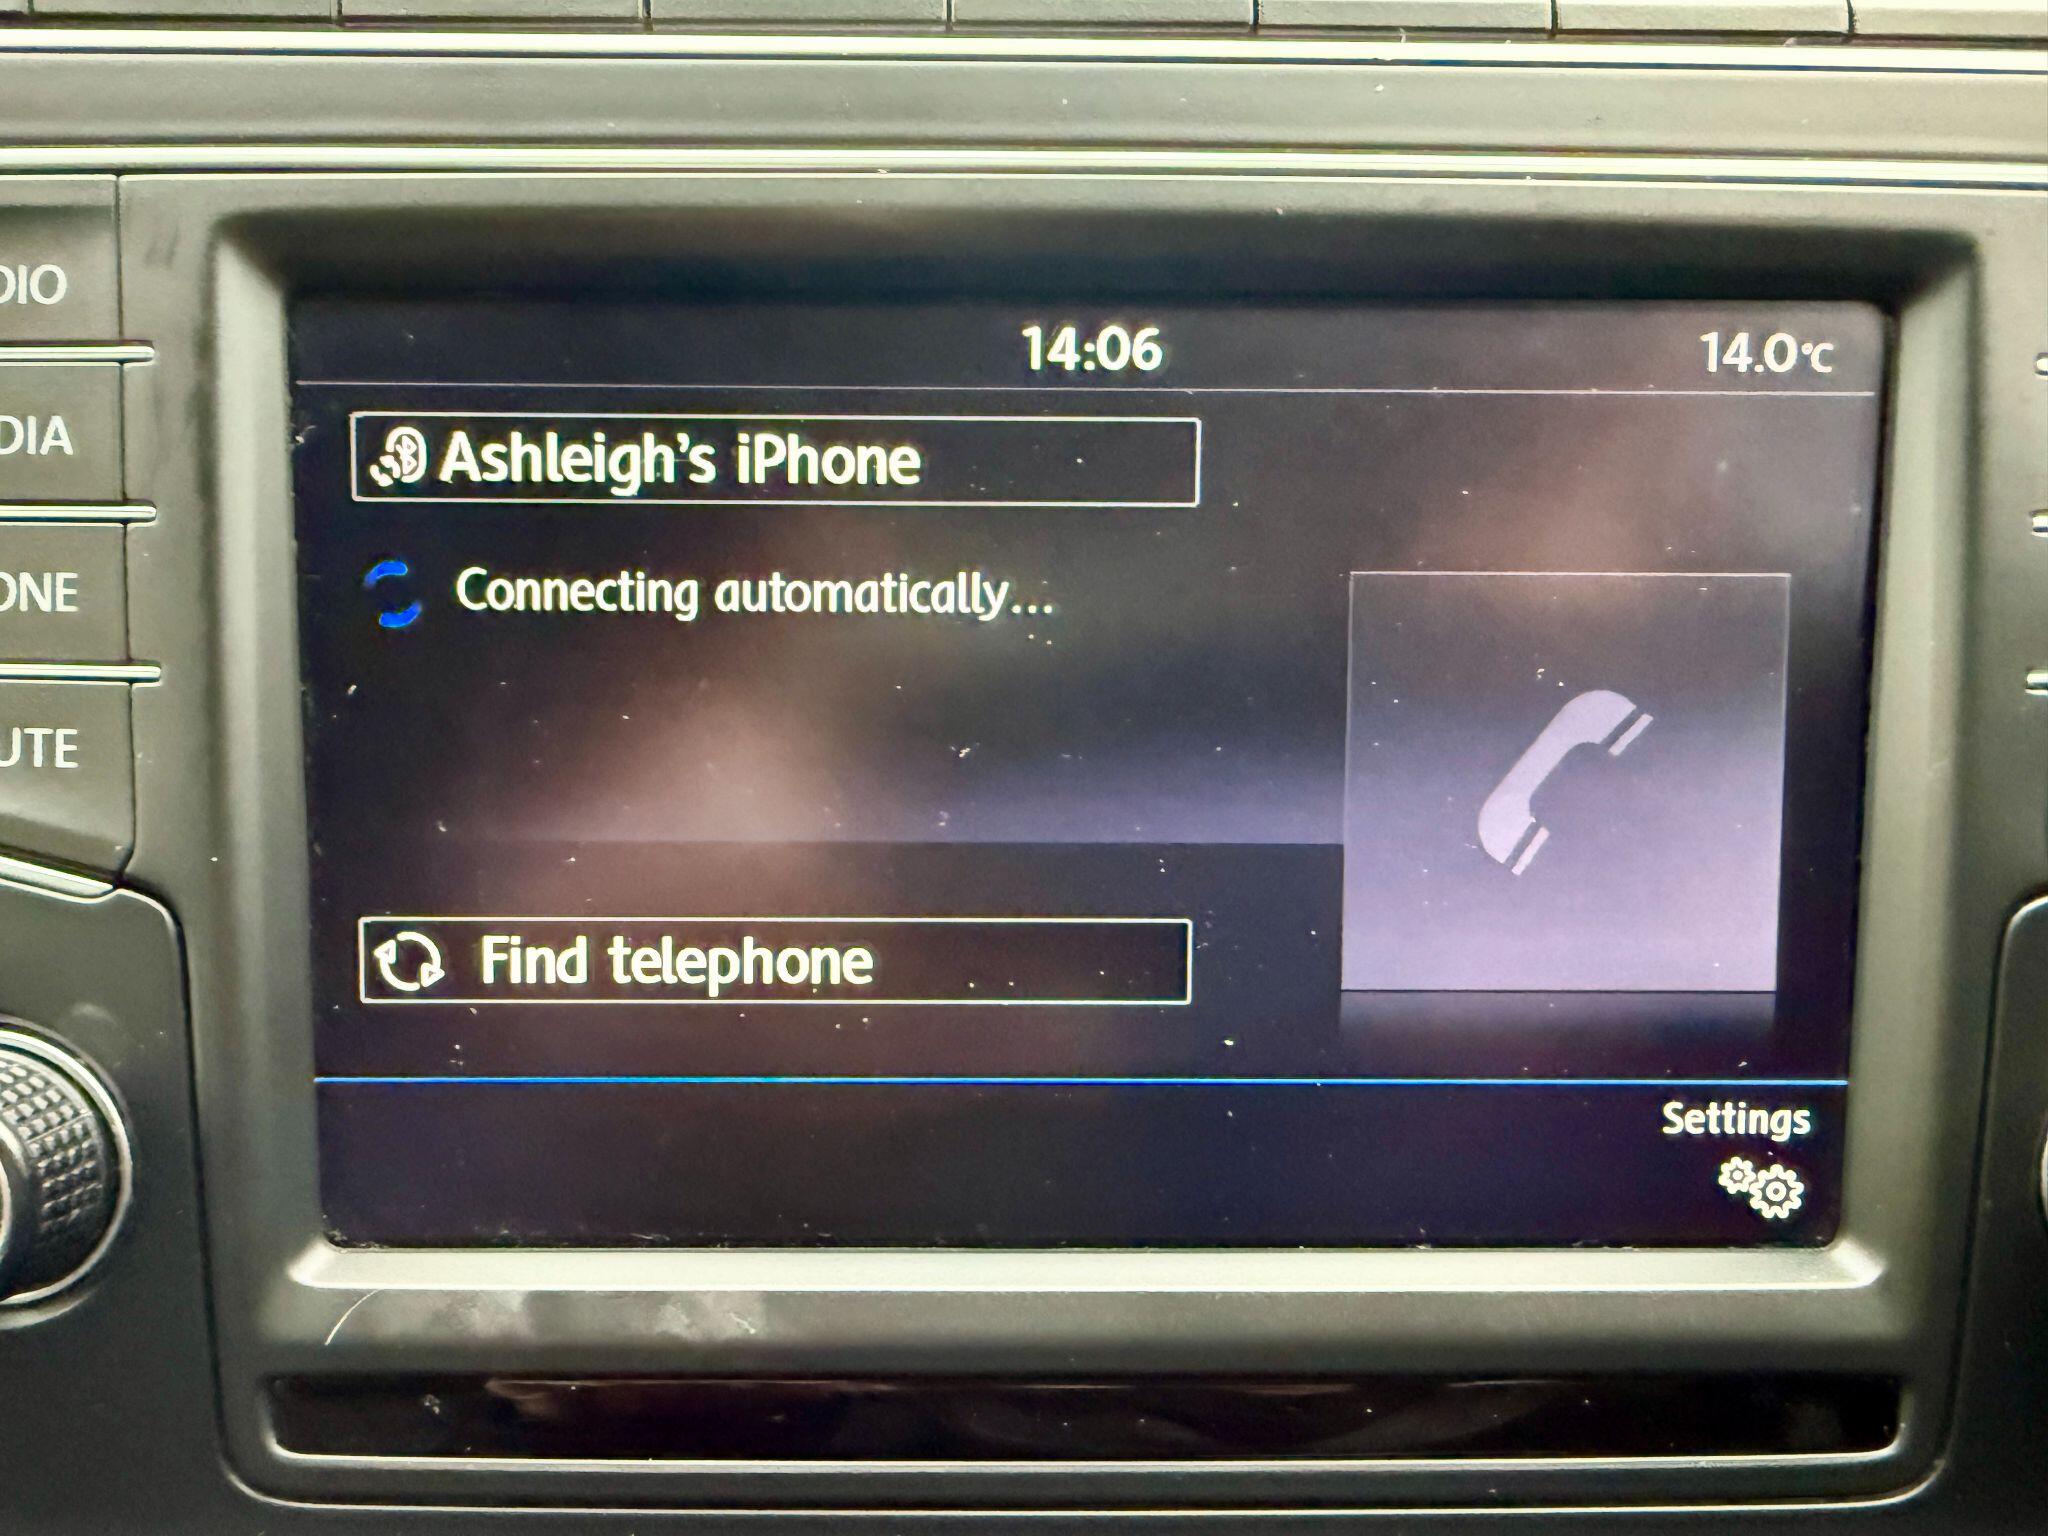 14:06
14.0°C
DIO
Ashleigh's iPhone
DIA
Connecting automatically...
ONE
UTE
Find telephone
Settings